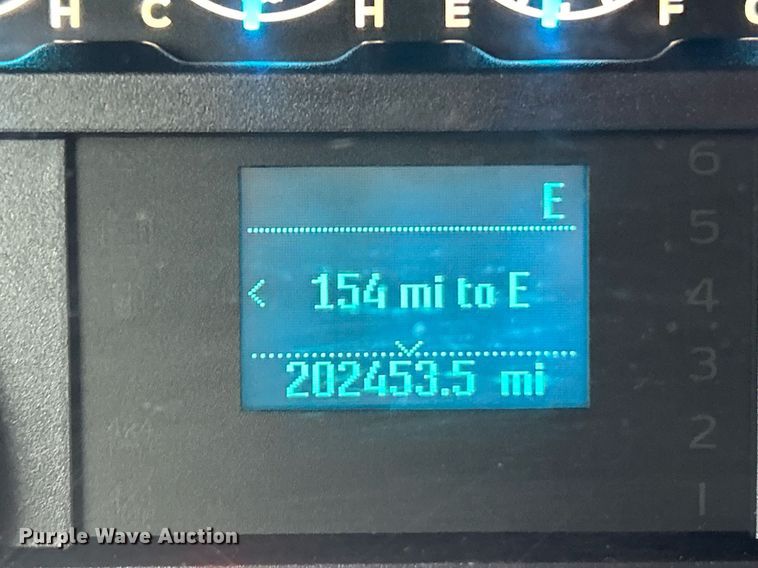 H C H E F
6
E
5
< 154 mi to E
4
3
202453.5 mi
2
1
Purple Wave Auction